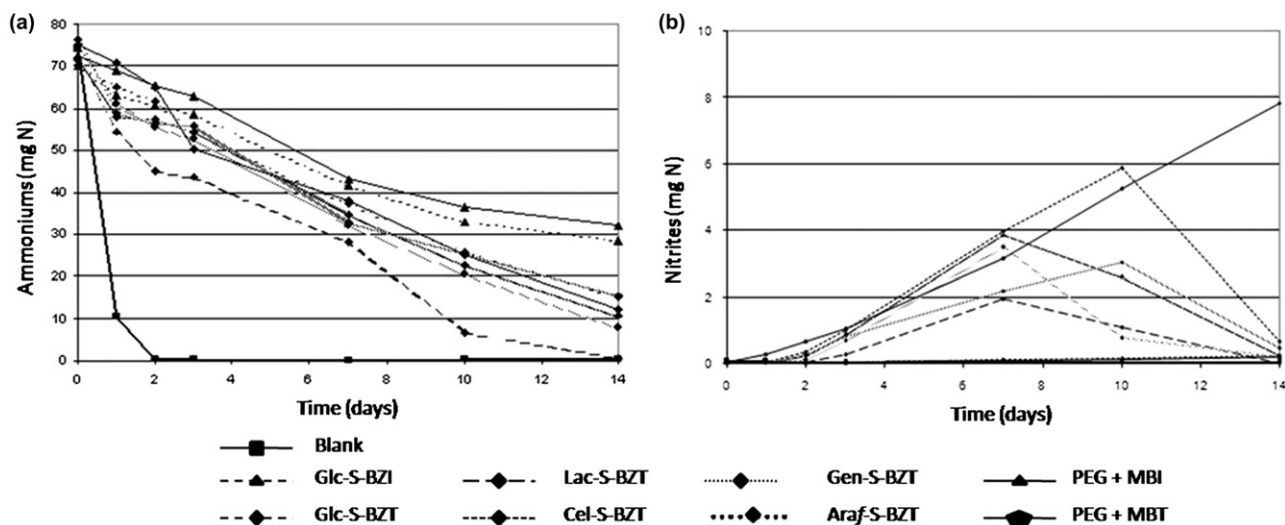 (a)
80
70
60
50
40
30
20
10
0
Ammoniums (mg N)
0 2 4 6 8 10 12 14
Time (days)
(b)
10
8
6
4
2
0
Nitrites (mg N)
0 2 4 6 8 10 12 14
Time (days)
Blank
Glc-S-BZI Lac-S-BZT Gen-S-BZT PEG + MBI
Glc-S-BZT Cel-S-BZT Araf-S-BZT PEG + MBT